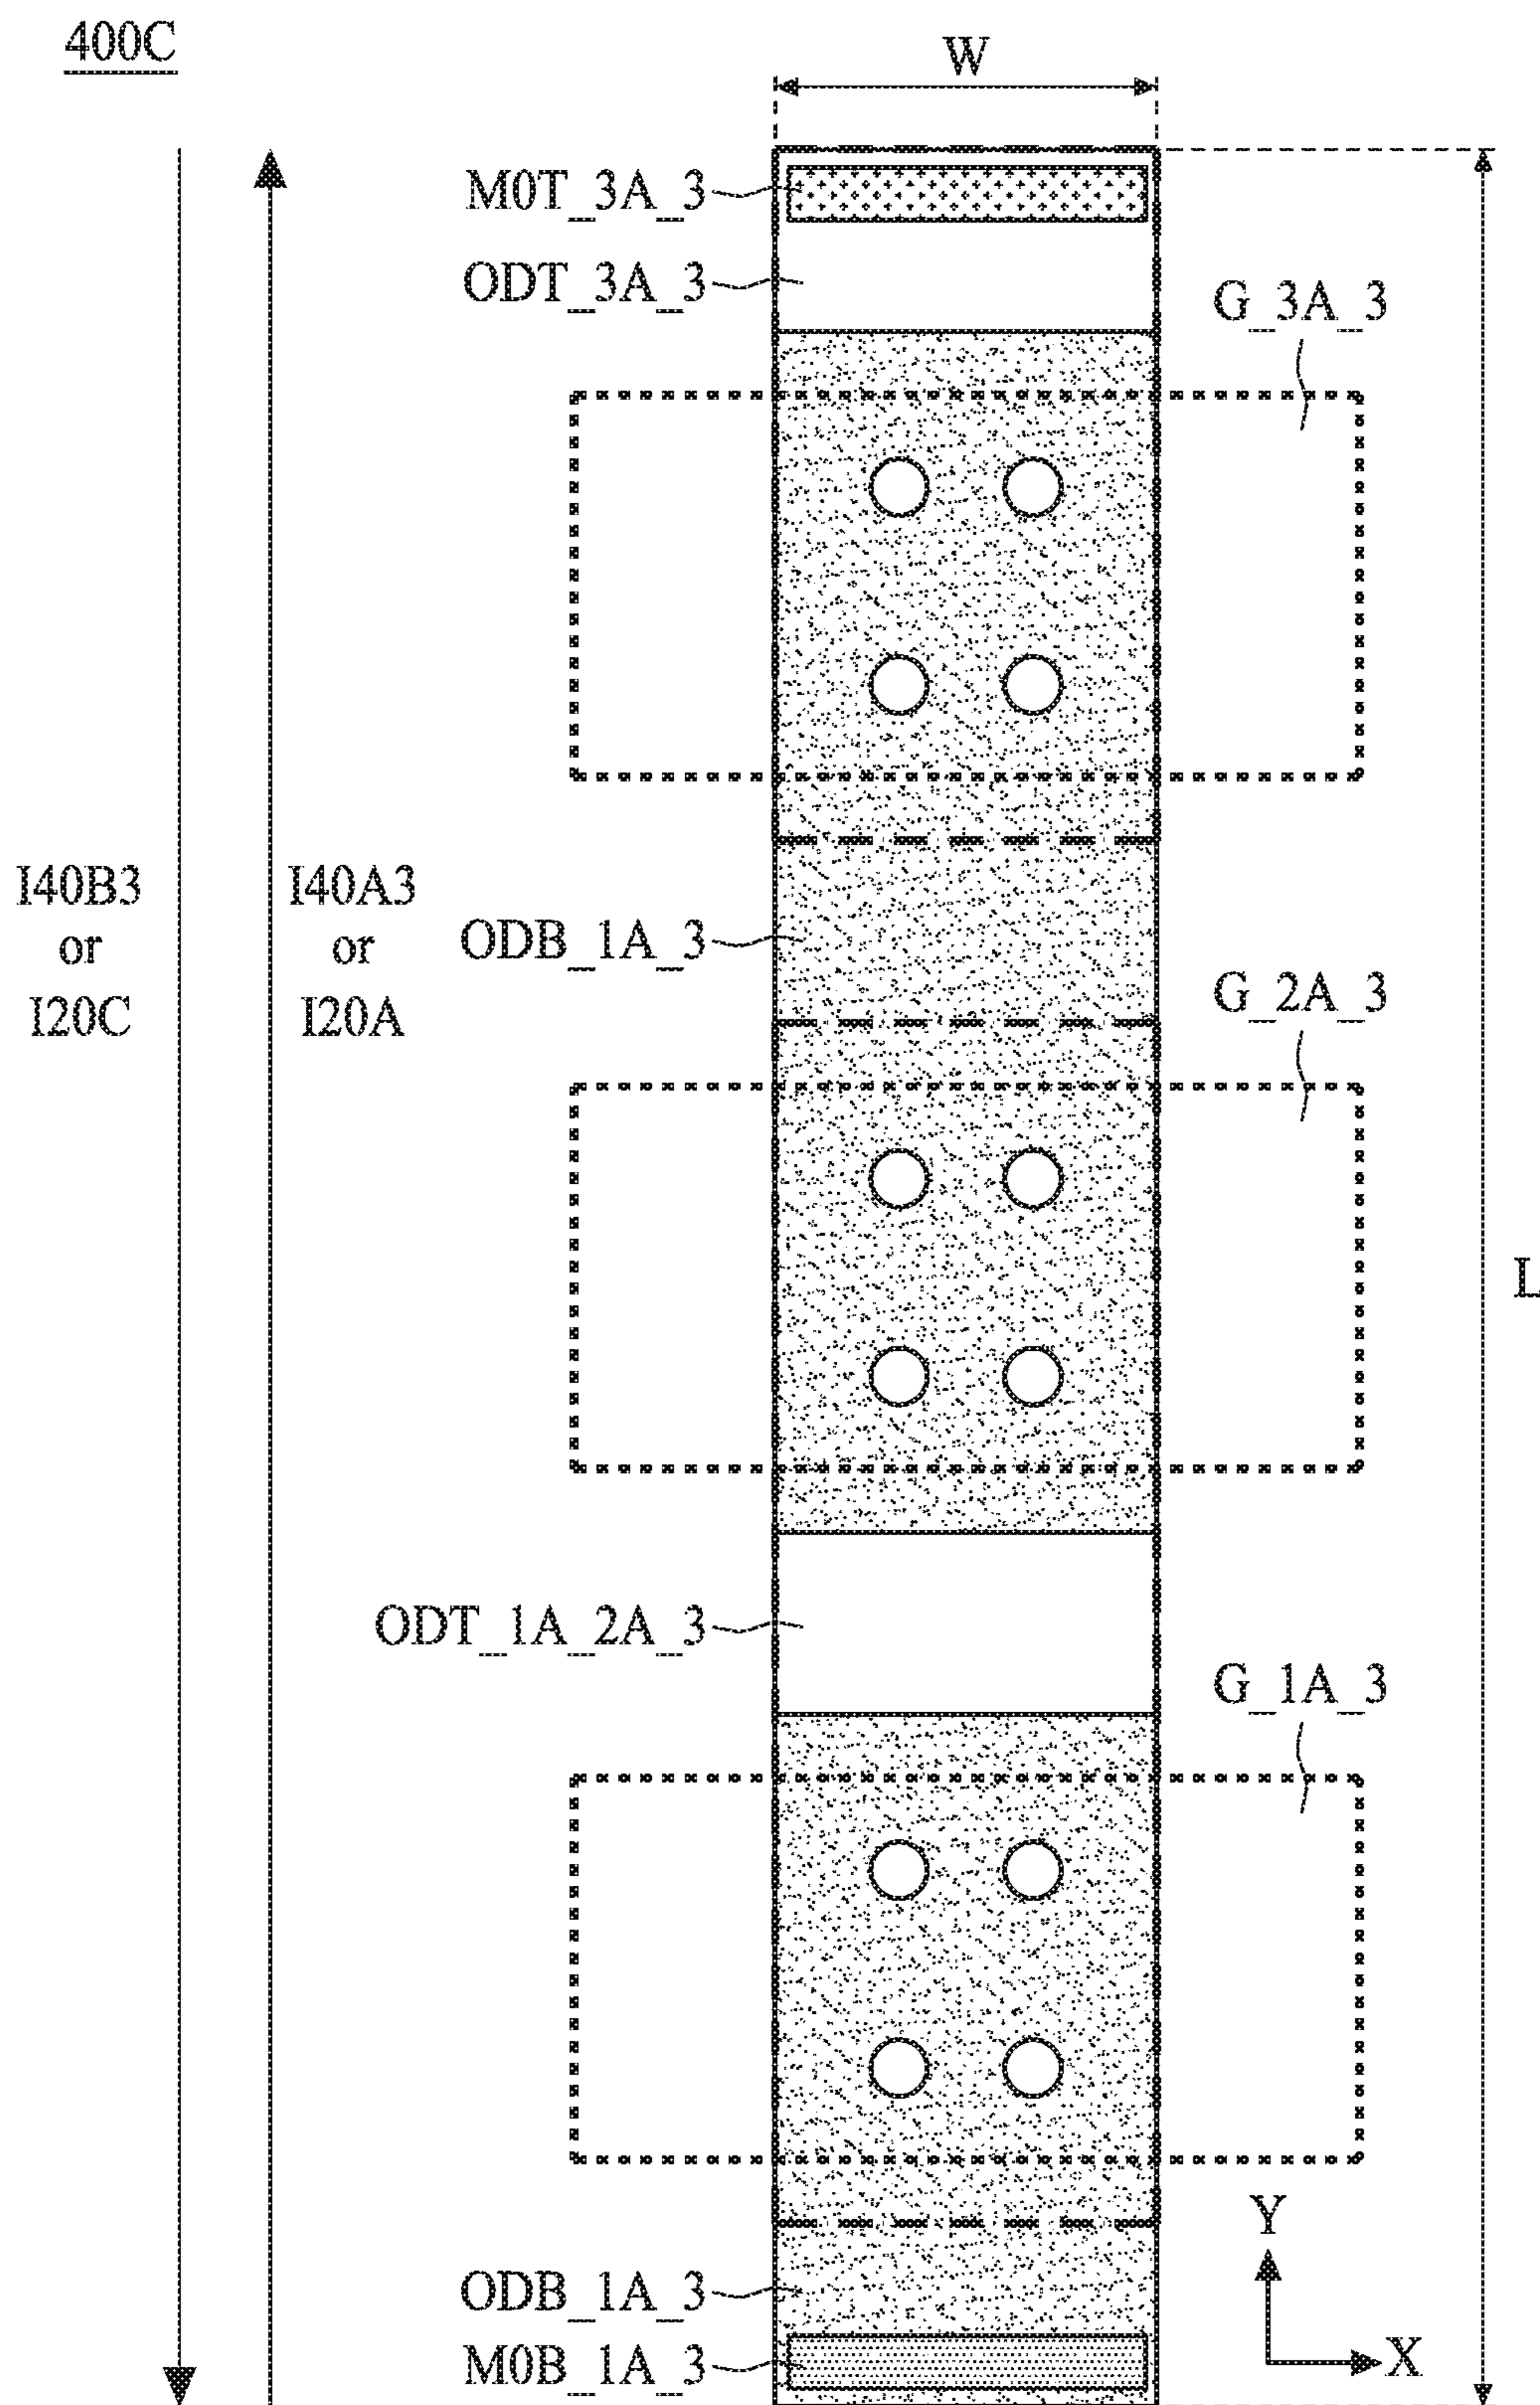 400C
W
M0T_3A_3
ODT_3A_3
G_3A_3
I40B3
or
I20C
I40A3
or
I20A
ODB_1A_3
G_2A_3
L
ODT_1A_2A_3
G_1A_3
Y
X
ODB_1A_3
M0B_1A_3